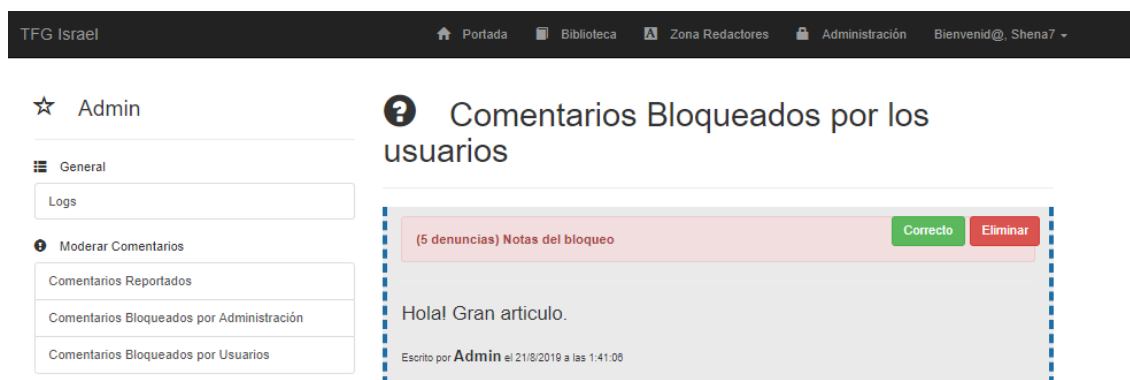 TFG Israel
Portada
Biblioteca
Zona Redactores
Administración
Bienvenid@, Shena7
Admin
General
Logs
Moderar Comentarios
Comentarios Reportados
Comentarios Bloqueados por Administración
Comentarios Bloqueados por Usuarios
Comentarios Bloqueados por los
usuarios
(5 denuncias) Notas del bloqueo
Correcto
Eliminar
Hola! Gran articulo.
Escrito por Admin el 21/8/2019 a las 1:41:06